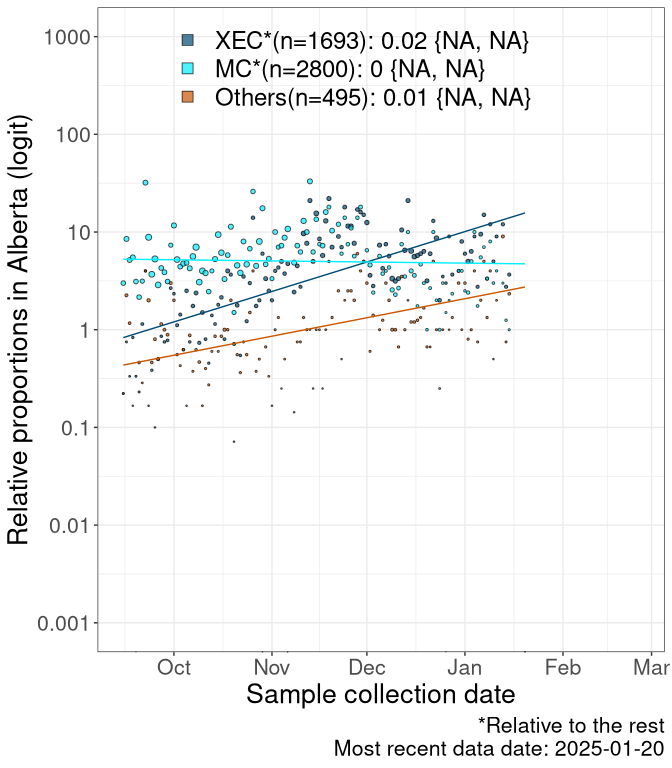 XEC*(n=1693): 0.02 {NA, NA}
MC*(n=2800): 0 {NA, NA}
Others(n=495): 0.01 {NA, NA}
Relative proportions in Alberta (logit)
1000
100
10
1
0.1
0.01
0.001
Oct Nov Dec Jan Feb Mar
Sample collection date
*Relative to the rest
Most recent data date: 2025-01-20